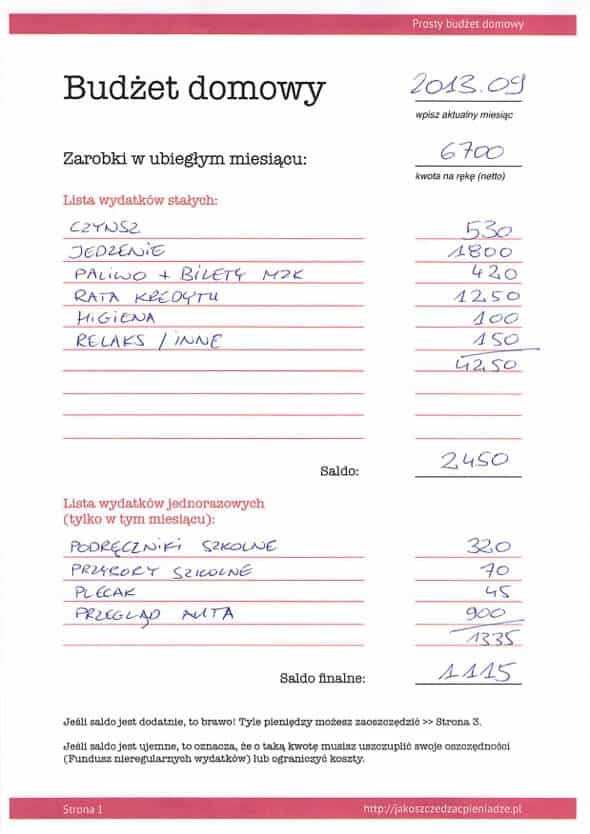 Prosty budżet domowy
Budżet domowy 2013.09
wpisz aktualny miesiąc
Zarobki w ubiegłym miesiącu: 6700
kwota na rękę (netto)
Lista wydatków stałych:
CZYNSZ 530
JEDZENIE 1800
PALIWO + BILETY MZK 420
RATA KREDYTU 1250
HIGIENA 100
RELAKS / INNE 150
4250
Saldo: 2450
Lista wydatków jednorazowych
(tylko w tym miesiącu):
PODRĘCZNIKI SZKOLNE 320
PRZYBORY SZKOLNE 70
PLECAK 45
PRZEGLĄD AUTA 900
1335
Saldo finalne: 1115
Jeśli saldo jest dodatnie, to brawo! Tyle pieniędzy możesz zaoszczędzić >> Strona 3.
Jeśli saldo jest ujemne, to oznacza, że o taką kwotę musisz uszczuplić swoje oszczędności
(Fundusz nieregularnych wydatków) lub ograniczyć koszty.
Strona 1 http://jakoszczedzacpieniadze.pl